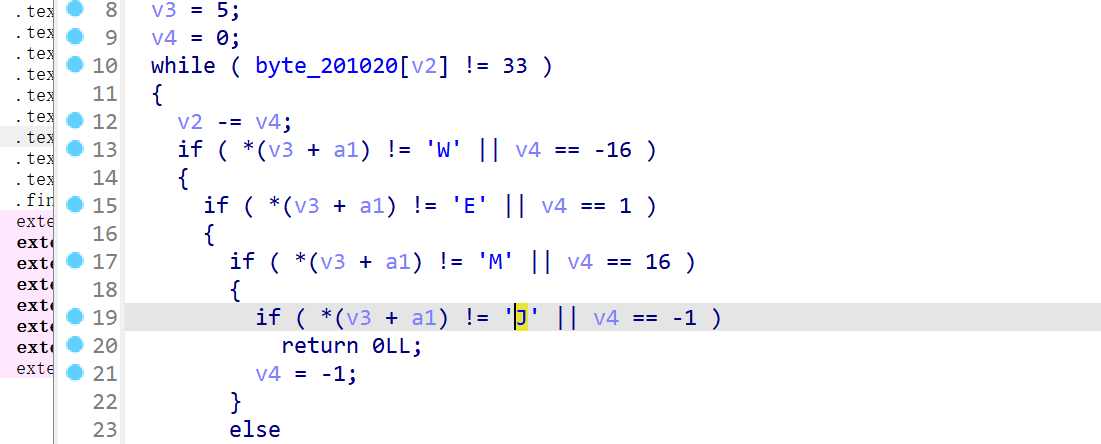 .tex
8 v3 = 5;
.tex
9 v4 = 0;
.tex
10 while ( byte_201020[v2] != 33 )
.tex
11 {
.tex
12 v2 -= v4;
.tex
13 if ( *(v3 + a1) != 'W' || v4 == -16 )
.tex
14 {
.tex
.tex
15 if ( *(v3 + a1) != 'E' || v4 == 1 )
.fin
16 {
exte
17 if ( *(v3 + a1) != 'M' || v4 == 16 )
exte
18 {
exte
exte
19 if ( *(v3 + a1) != 'J' || v4 == -1 )
exte
20 return 0LL;
exte
21 v4 = -1;
exte
22 }
exte
23 else